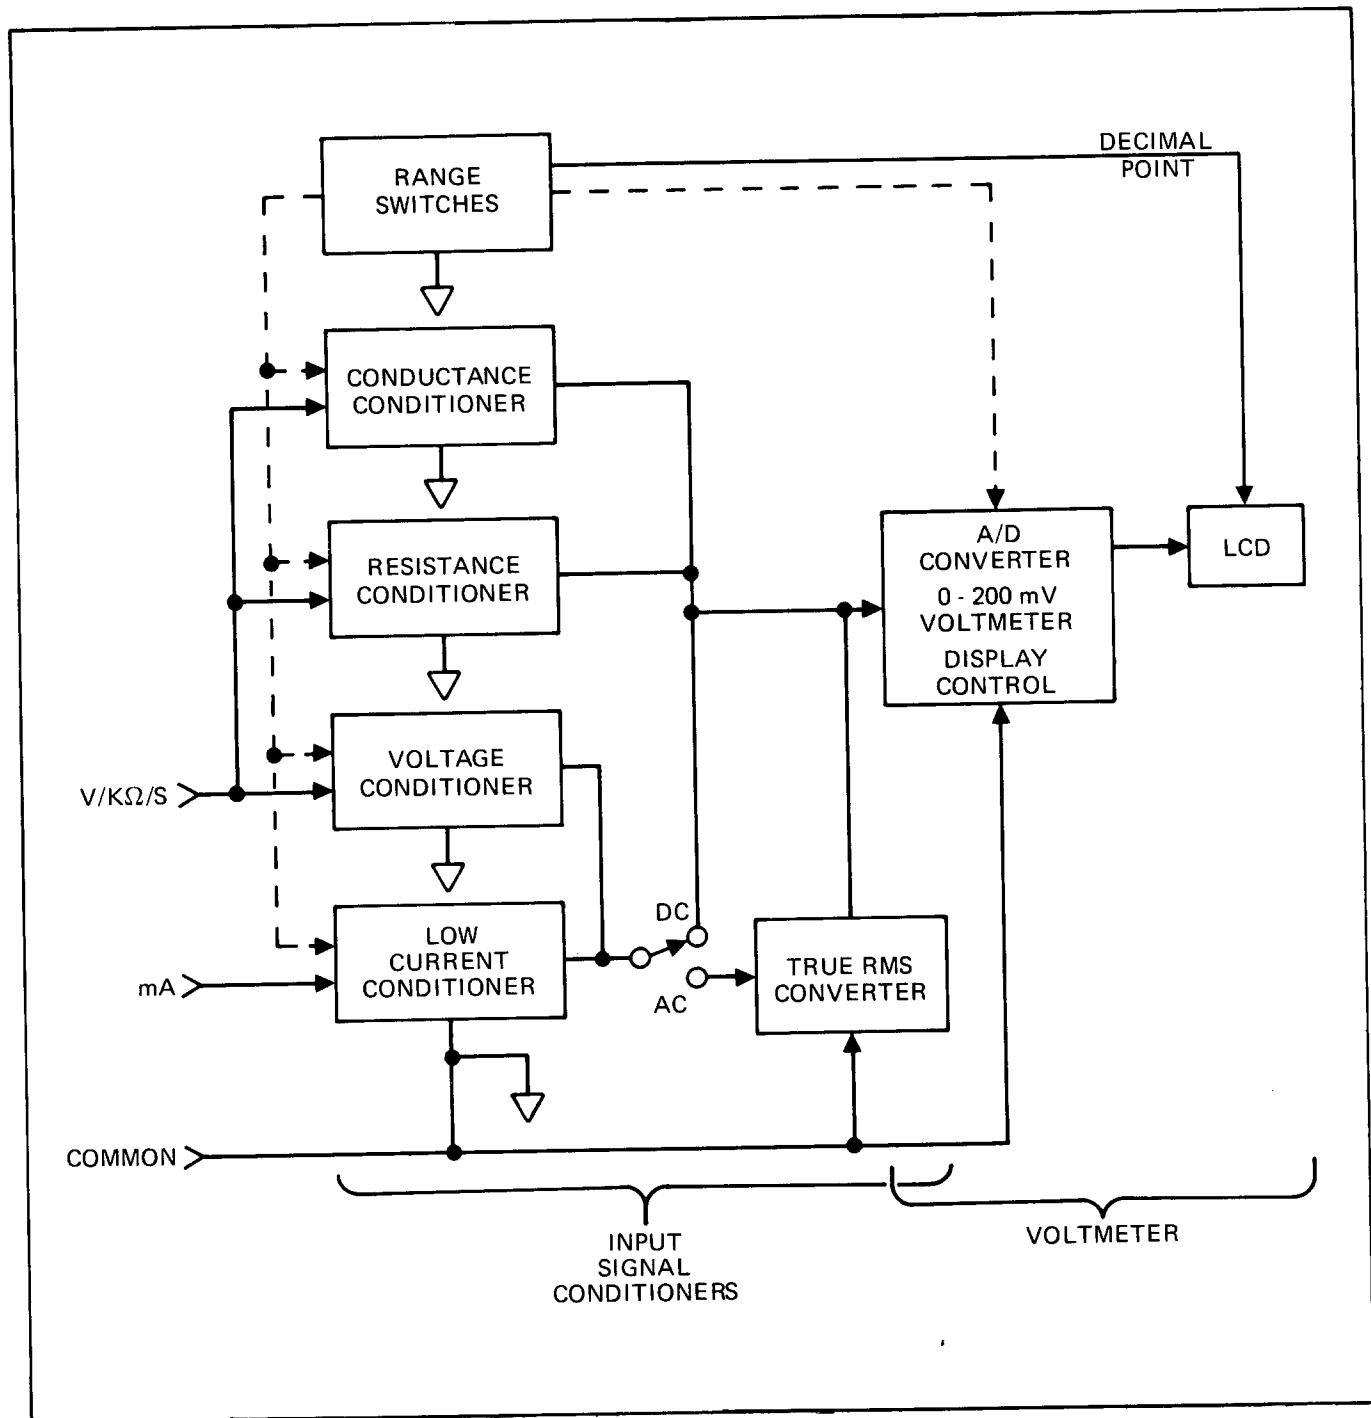 DECIMAL
POINT
RANGE
SWITCHES
CONDUCTANCE
CONDITIONER
RESISTANCE
CONDITIONER
A/D
CONVERTER
0 - 200 mV
VOLTMETER
DISPLAY
CONTROL
LCD
VOLTAGE
CONDITIONER
V/KΩ/S
LOW
CURRENT
CONDITIONER
mA
DC
AC
TRUE RMS
CONVERTER
COMMON
INPUT
SIGNAL
CONDITIONERS
VOLTMETER